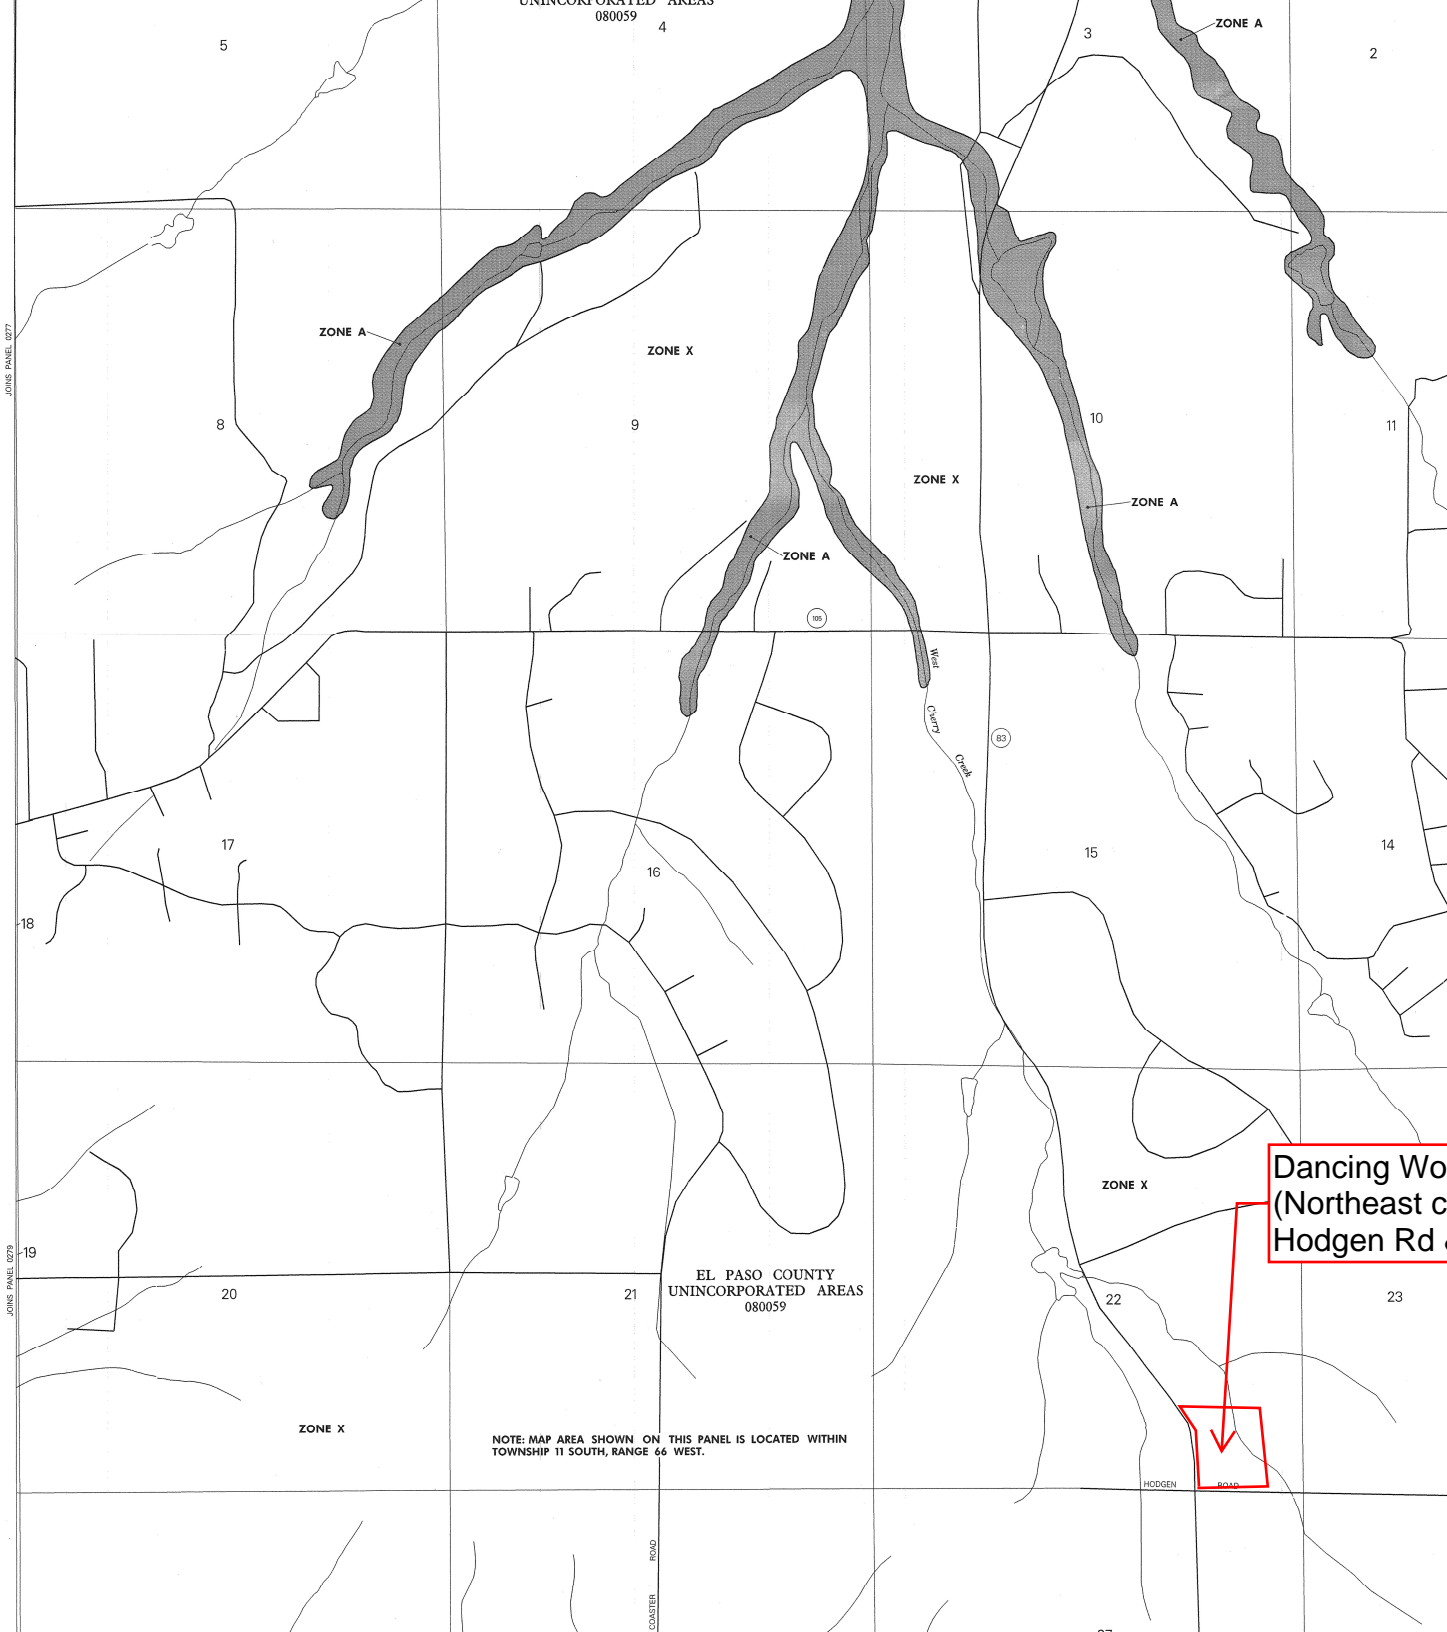 UNINCORPORATED AREAS
080059
4
5
3
2
ZONE A
JOINS PANEL 0277
ZONE A
ZONE X
8
9
10
11
ZONE X
ZONE A
ZONE A
105
West
Cherry
Creek
83
17
16
15
14
18
ZONE X
Dancing Wo
(Northeast c
Hodgen Rd &
19
JOINS PANEL 0279
20
21
EL PASO COUNTY
UNINCORPORATED AREAS
080059
22
23
ZONE X
NOTE: MAP AREA SHOWN ON THIS PANEL IS LOCATED WITHIN
TOWNSHIP 11 SOUTH, RANGE 66 WEST.
HODGEN ROAD
COASTER ROAD